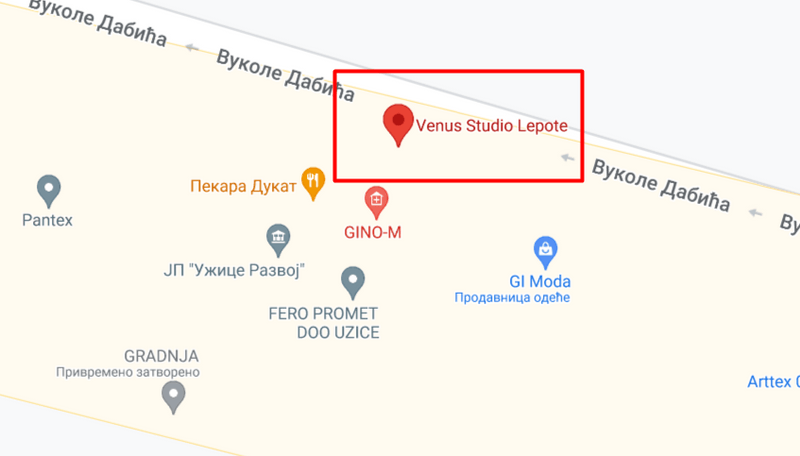 Вуколе Дабића
Вуколе Дабића
Venus Studio Lepote
Вуколе Дабића
Пекара Дукат
Pantex
GINO-M
Ву
ЈП "Ужице Развој"
GI Moda
Продавница одеће
FERO PROMET
DOO UZICE
GRADNJA
Привремено затворено
Arttex